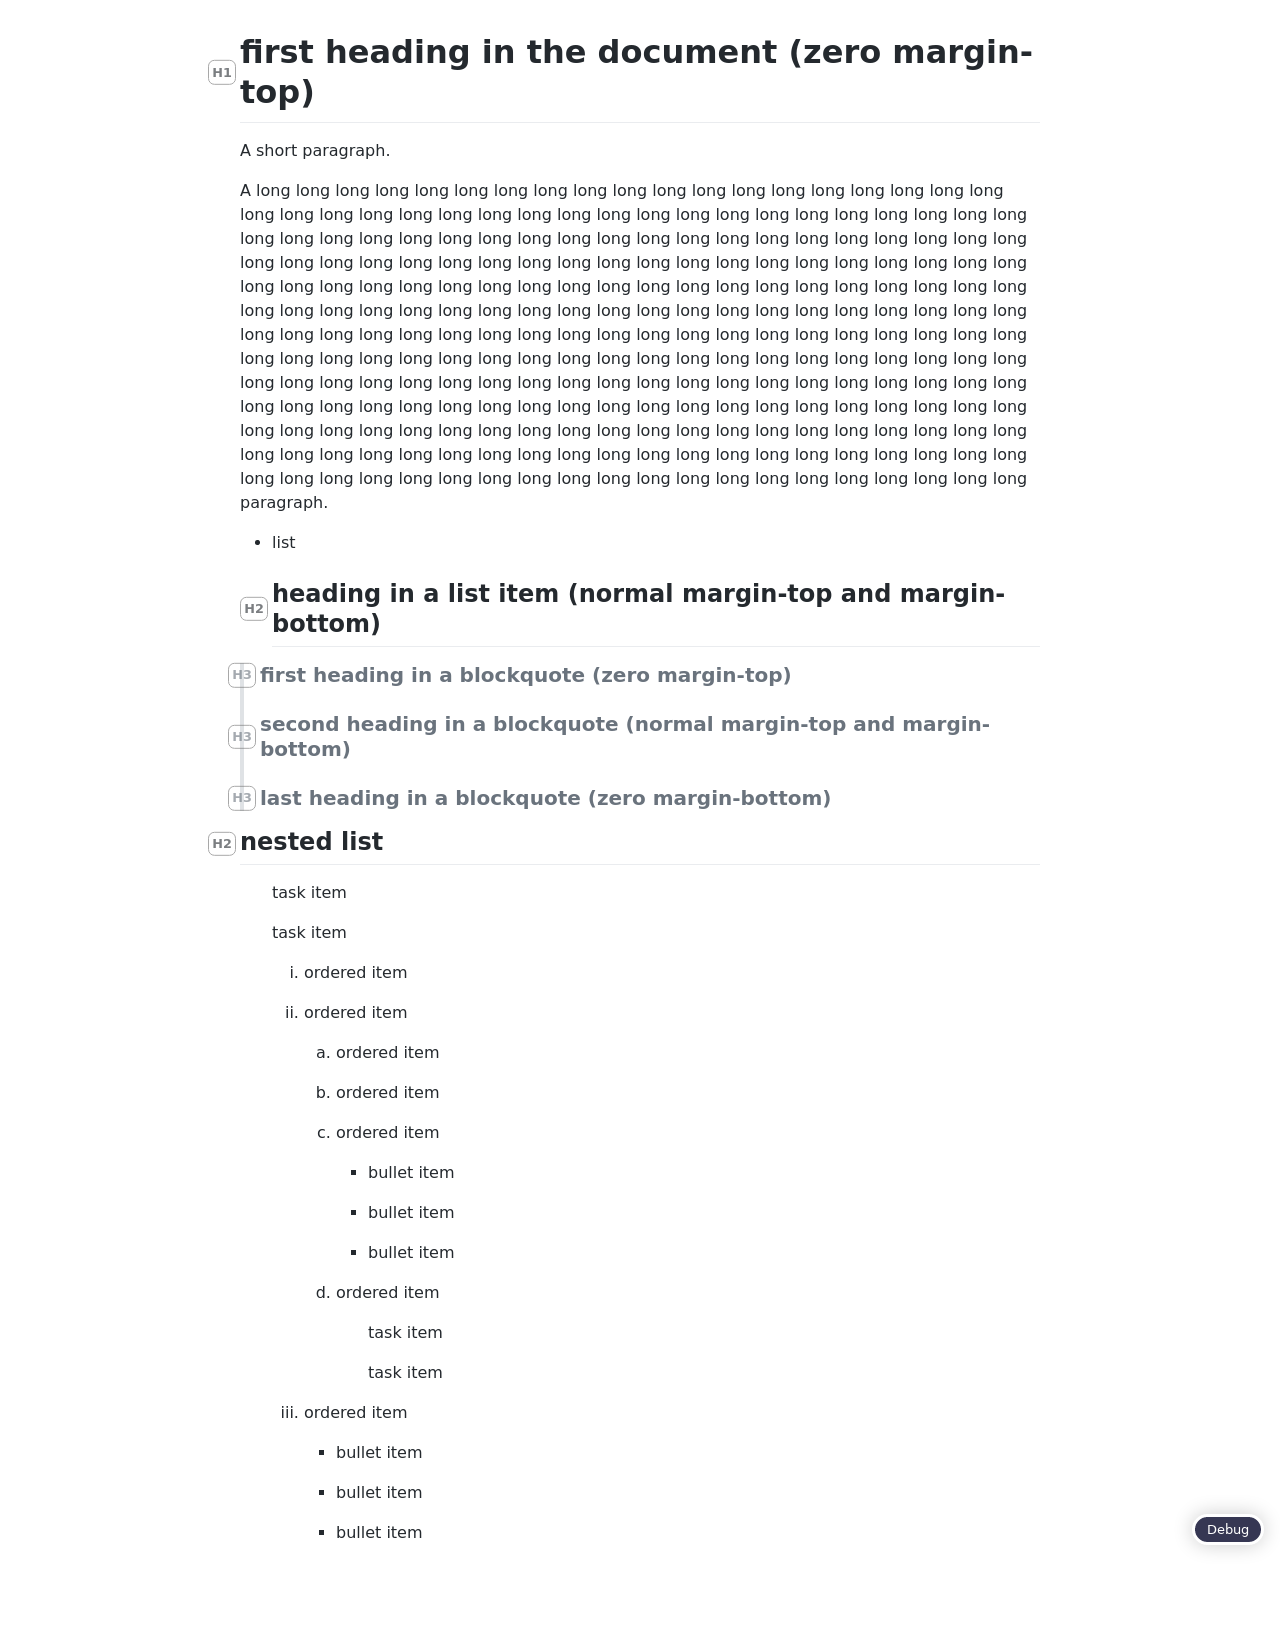 H1 first heading in the document (zero margin-
top)
A short paragraph.
A long long long long long long long long long long long long long long long long long long long
long long long long long long long long long long long long long long long long long long long long
long long long long long long long long long long long long long long long long long long long long
long long long long long long long long long long long long long long long long long long long long
long long long long long long long long long long long long long long long long long long long long
long long long long long long long long long long long long long long long long long long long long
long long long long long long long long long long long long long long long long long long long long
long long long long long long long long long long long long long long long long long long long long
long long long long long long long long long long long long long long long long long long long long
long long long long long long long long long long long long long long long long long long long long
long long long long long long long long long long long long long long long long long long long long
long long long long long long long long long long long long long long long long long long long long
long long long long long long long long long long long long long long long long long long long long
paragraph.
• list
H2 heading in a list item (normal margin-top and margin-
bottom)
H3 first heading in a blockquote (zero margin-top)
H3 second heading in a blockquote (normal margin-top and margin-
bottom)
H3 last heading in a blockquote (zero margin-bottom)
H2 nested list
task item
task item
i. ordered item
ii. ordered item
a. ordered item
b. ordered item
c. ordered item
▪ bullet item
▪ bullet item
▪ bullet item
d. ordered item
task item
task item
iii. ordered item
▪ bullet item
▪ bullet item
▪ bullet item
Debug